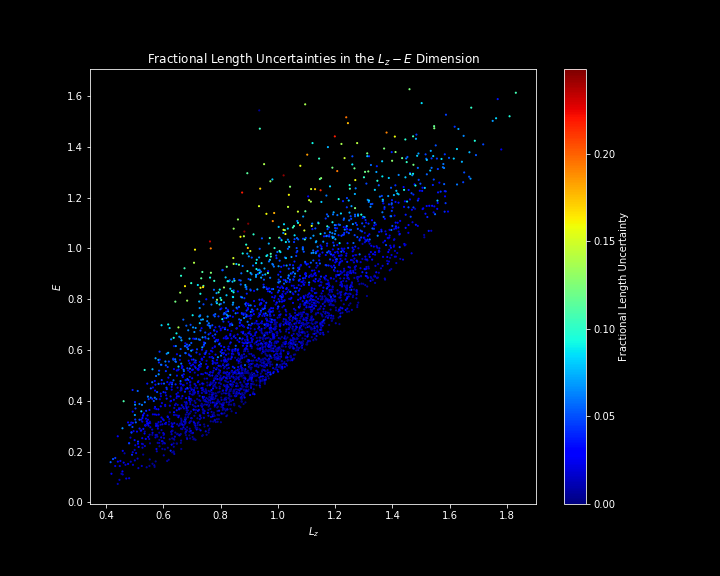 Fractional Length Uncertainties in the L_z − E Dimension
1.6
1.4
1.2
1.0
0.8
0.6
0.4
0.2
0.0
E
0.4 0.6 0.8 1.0 1.2 1.4 1.6 1.8
L_z
0.20
0.15
0.10
0.05
0.00
Fractional Length Uncertainty